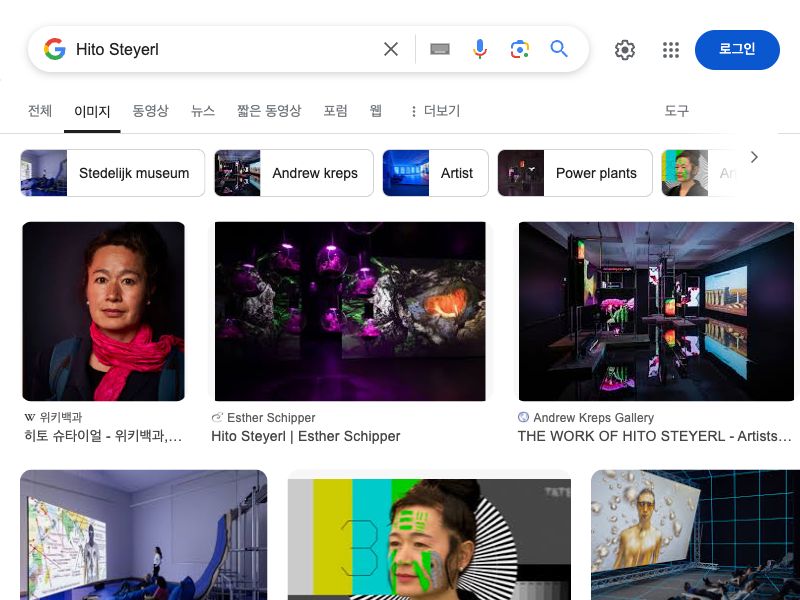 Hito Steyerl
로그인
전체 이미지 동영상 뉴스 짧은 동영상 포럼 웹 더보기 도구
Stedelijk museum Andrew kreps Artist Power plants
W 위키백과
히토 슈타이얼 - 위키백과,...
Esther Schipper
Hito Steyerl | Esther Schipper
Andrew Kreps Gallery
THE WORK OF HITO STEYERL - Artists...